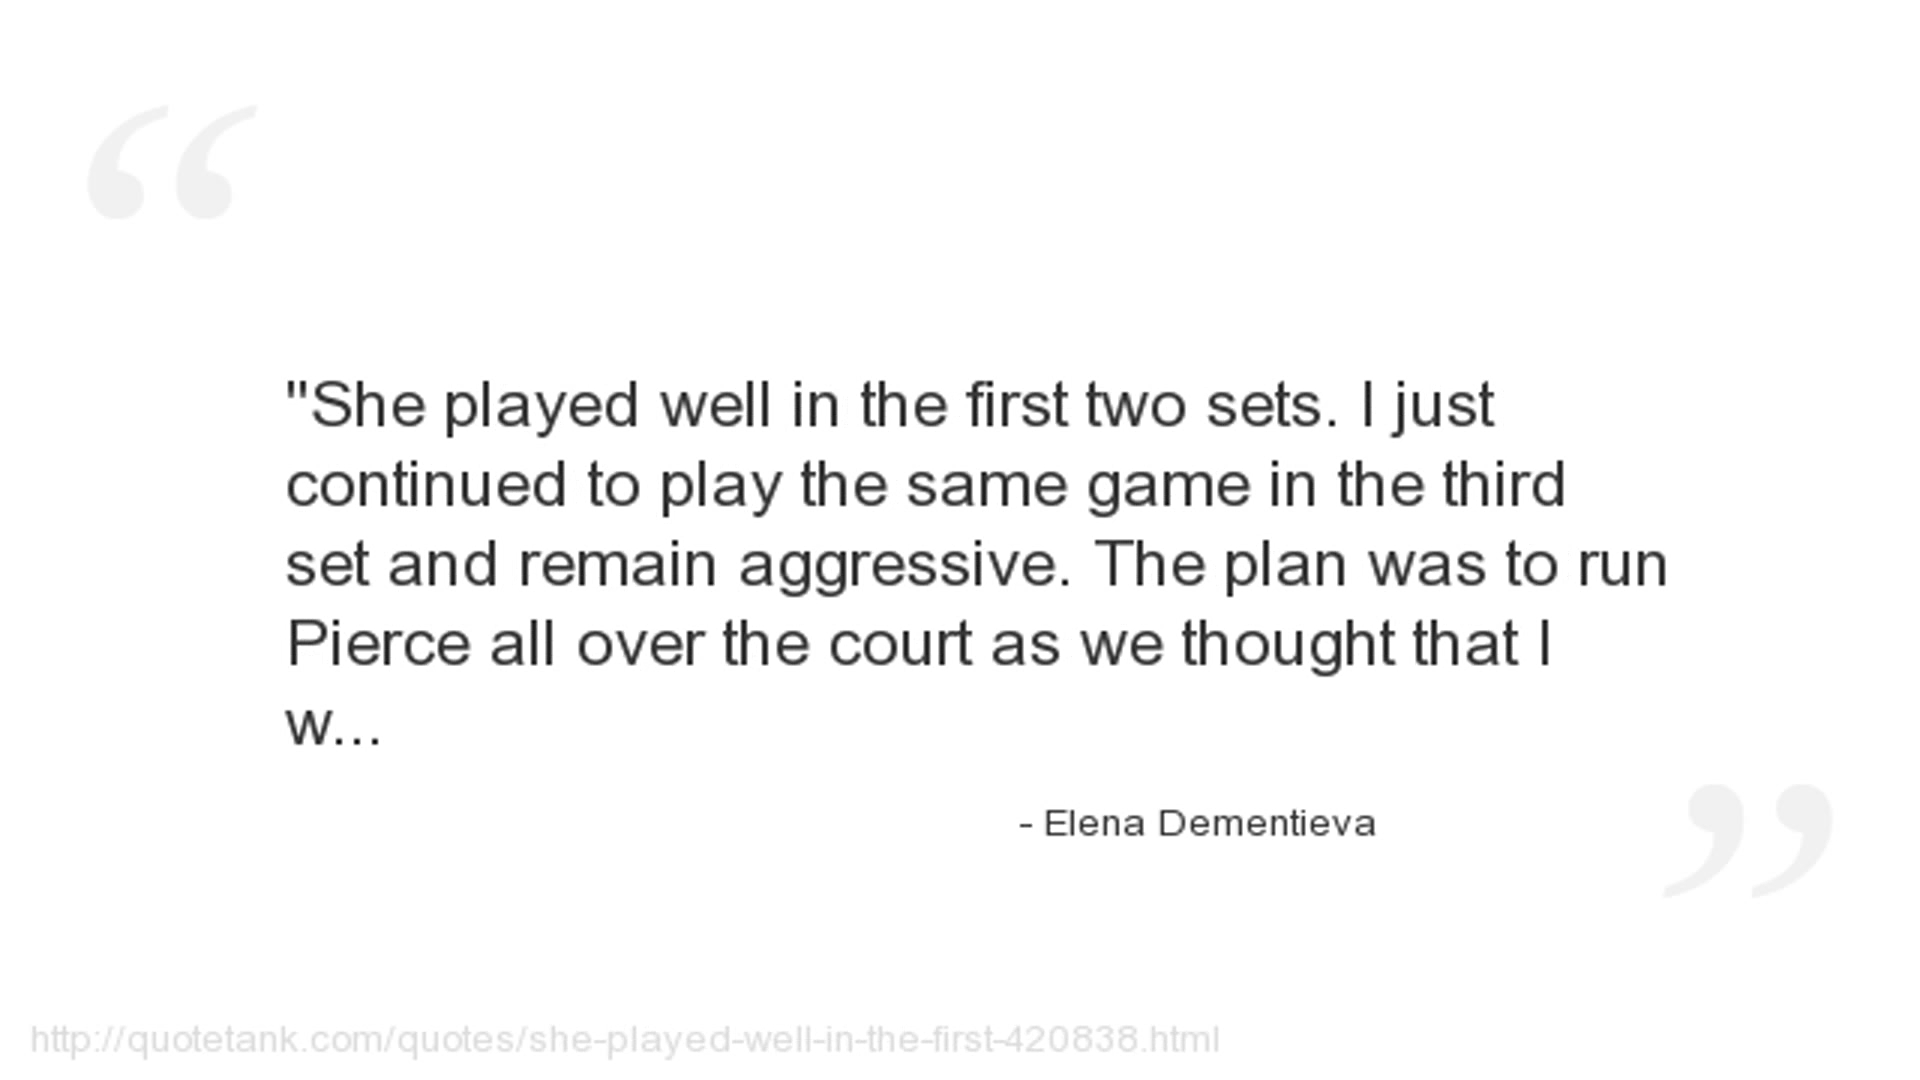 "She played well in the first two sets. I just
continued to play the same game in the third
set and remain aggressive. The plan was to run
Pierce all over the court as we thought that I
w...
- Elena Dementieva
http://quotetank.com/quotes/she-played-well-in-the-first-420838.html